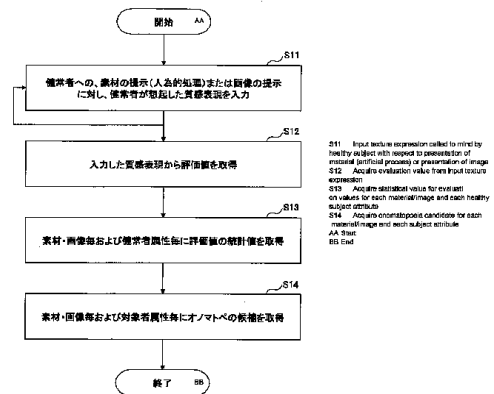 開始 AA
S11
健常者への、素材の提示(人為的処理)または画像の提示
に対し、健常者が想起した質感表現を入力
S12
入力した質感表現から評価値を取得
S13
素材・画像毎および健常者属性毎に評価値の統計値を取得
S14
素材・画像毎および対象者属性毎にオノマトペの候補を取得
終了 BB
S11 Input texture expression called to mind by
healthy subject with respect to presentation of
material (artificial process) or presentation of image
S12 Acquire evaluation value from input texture
expression
S13 Acquire statistical value for evaluati
on values for each material/image and each healthy
subject attribute
S14 Acquire onomatopoeia candidate for each
material/image and each subject attribute
AA Start
BB End